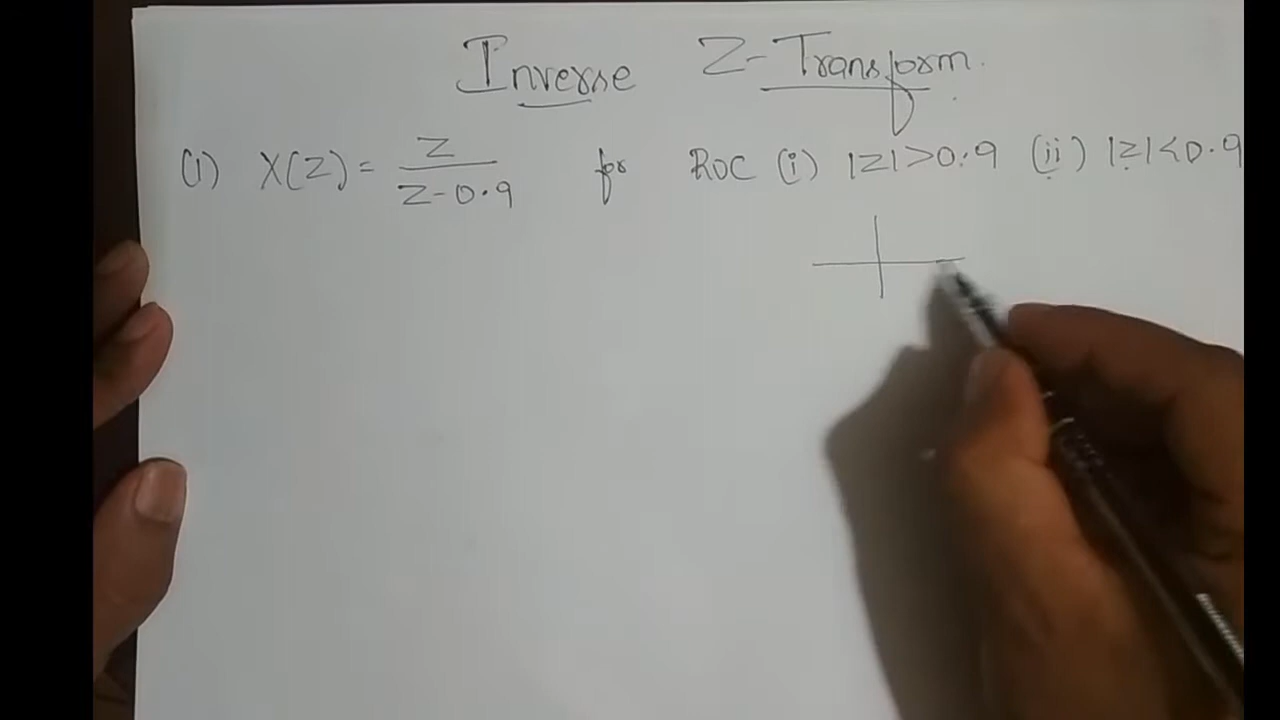 Inverse Z-Transform.
(1) X(Z) = Z / Z-0.9 for ROC (i) |Z|>0.9 (ii) |Z|<0.9